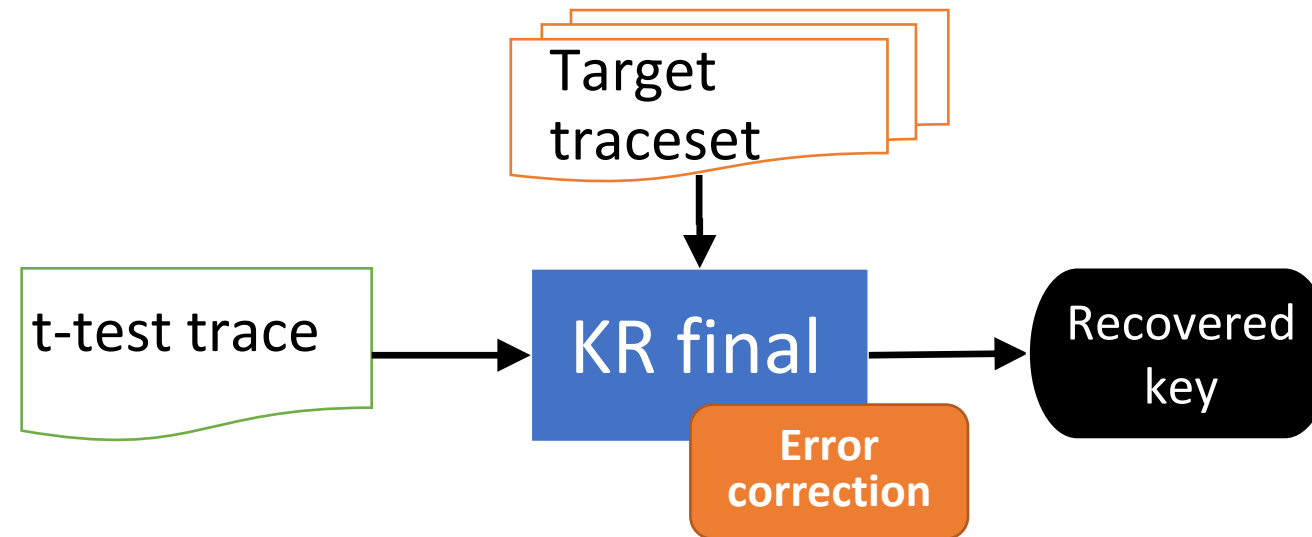 Target
traceset
t-test trace
KR final
Recovered
key
Error
correction